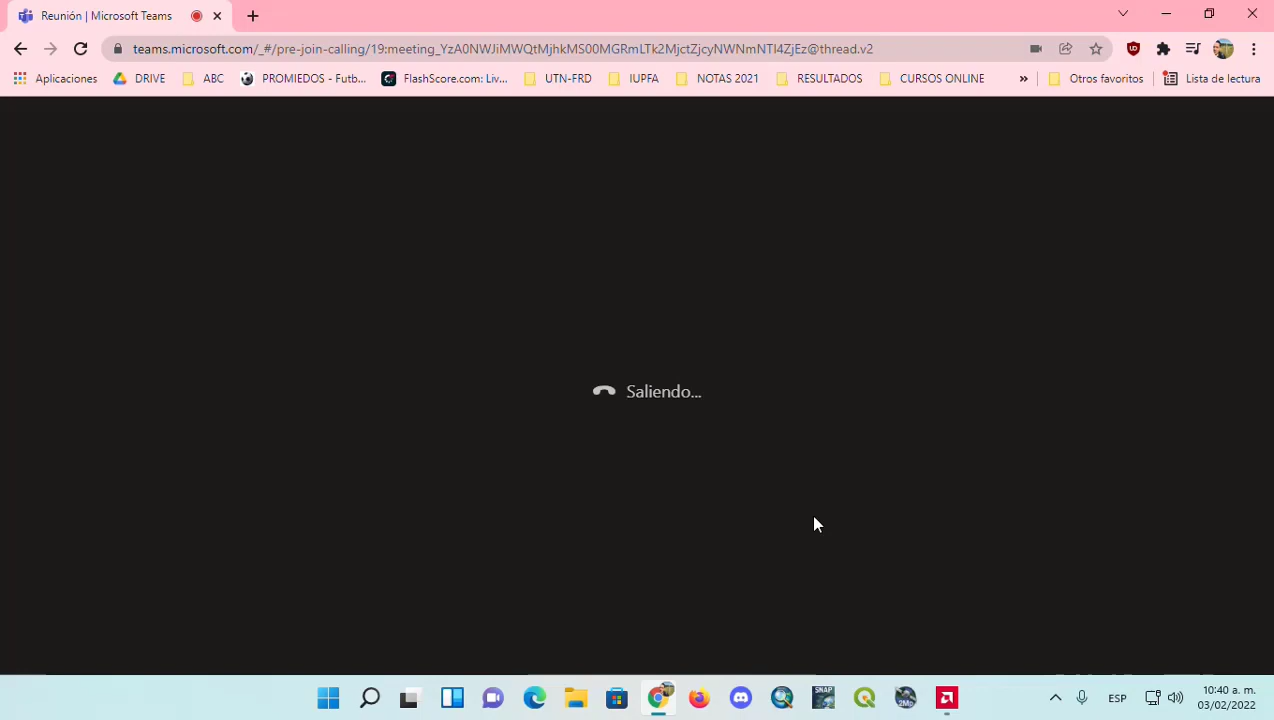 Reunión | Microsoft Teams
teams.microsoft.com/_#/pre-join-calling/19:meeting_YzA0NWJiMWQtMjhkMS00MGRmLTk2MjctZjcyNWNmNTI4ZjEz@thread.v2
Aplicaciones DRIVE ABC PROMIEDOS - Futb... FlashScore.com: Liv... UTN-FRD IUPFA NOTAS 2021 RESULTADOS CURSOS ONLINE » Otros favoritos Lista de lectura
Saliendo...
SNAP 2Mp ESP 10:40 a. m.
03/02/2022